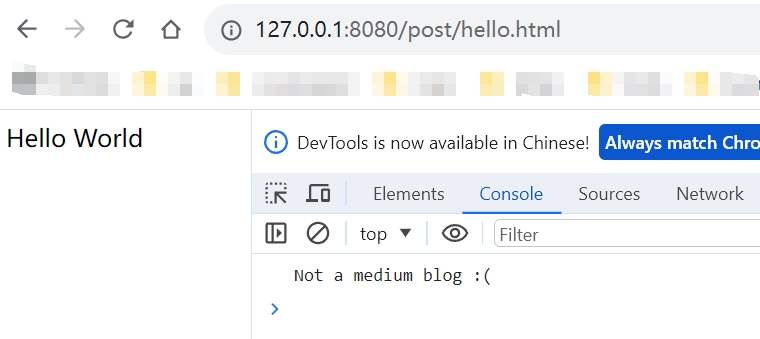 127.0.0.1:8080/post/hello.html
Hello World
DevTools is now available in Chinese!
Always match Chro
Elements Console Sources Network
top Filter
Not a medium blog :(